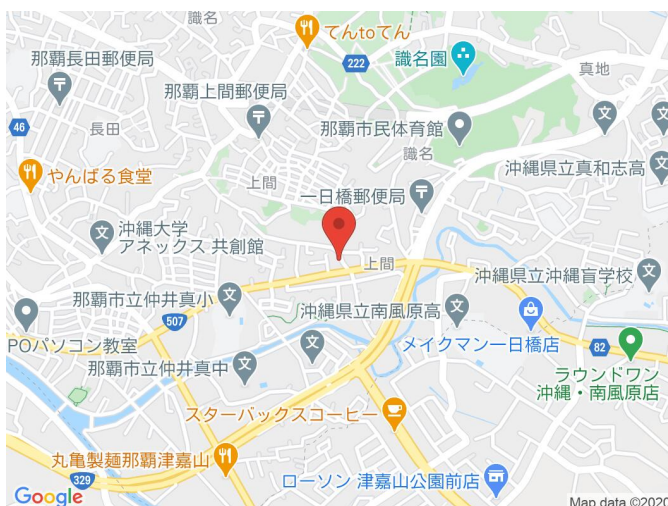 識名
てんtoてん
那覇長田郵便局
222
識名園
真地
那覇上間郵便局
長田
46
那覇市民体育館
識名
沖縄県立真和志高
やんばる食堂
上間
一日橋郵便局
沖縄大学
アネックス 共創館
上間
沖縄県立沖縄盲学校
那覇市立仲井真小
沖縄県立南風原高
507
POパソコン教室
メイクマン一日橋店
82
那覇市立仲井真中
ラウンドワン
沖縄・南風原店
スターバックスコーヒー
丸亀製麺那覇津嘉山
329
ローソン 津嘉山公園前店
Google
Map data ©2020